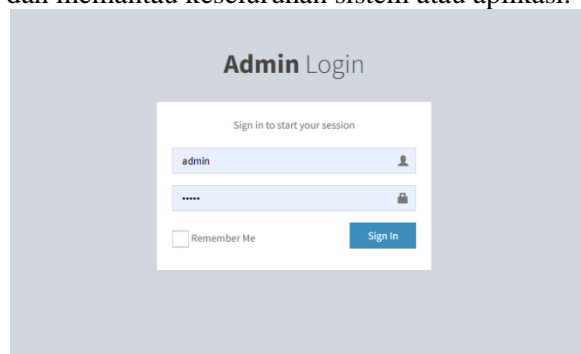 dan memantau keseluruhan sistem atau aplikasi.
Admin Login
Sign in to start your session
admin
•••••
Remember Me
Sign In